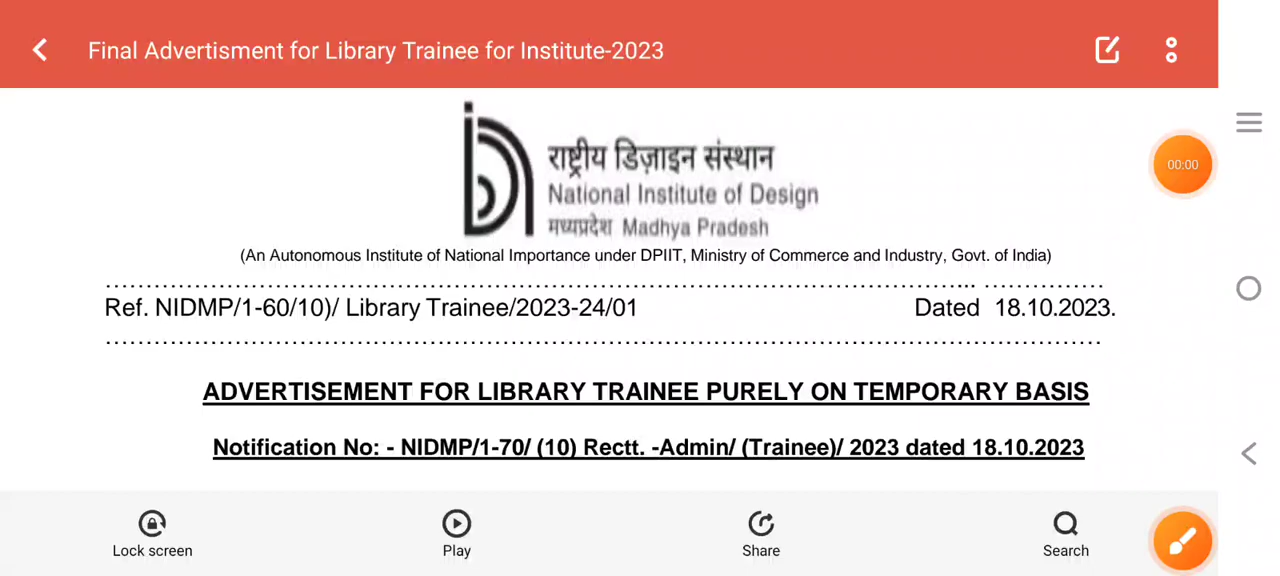 Final Advertisment for Library Trainee for Institute-2023
00:00
राष्ट्रीय डिज़ाइन संस्थान
National Institute of Design
मध्यप्रदेश Madhya Pradesh
(An Autonomous Institute of National Importance under DPIIT, Ministry of Commerce and Industry, Govt. of India)
Ref. NIDMP/1-60/10)/ Library Trainee/2023-24/01 Dated 18.10.2023.
ADVERTISEMENT FOR LIBRARY TRAINEE PURELY ON TEMPORARY BASIS
Notification No: - NIDMP/1-70/ (10) Rectt. -Admin/ (Trainee)/ 2023 dated 18.10.2023
Lock screen Play Share Search